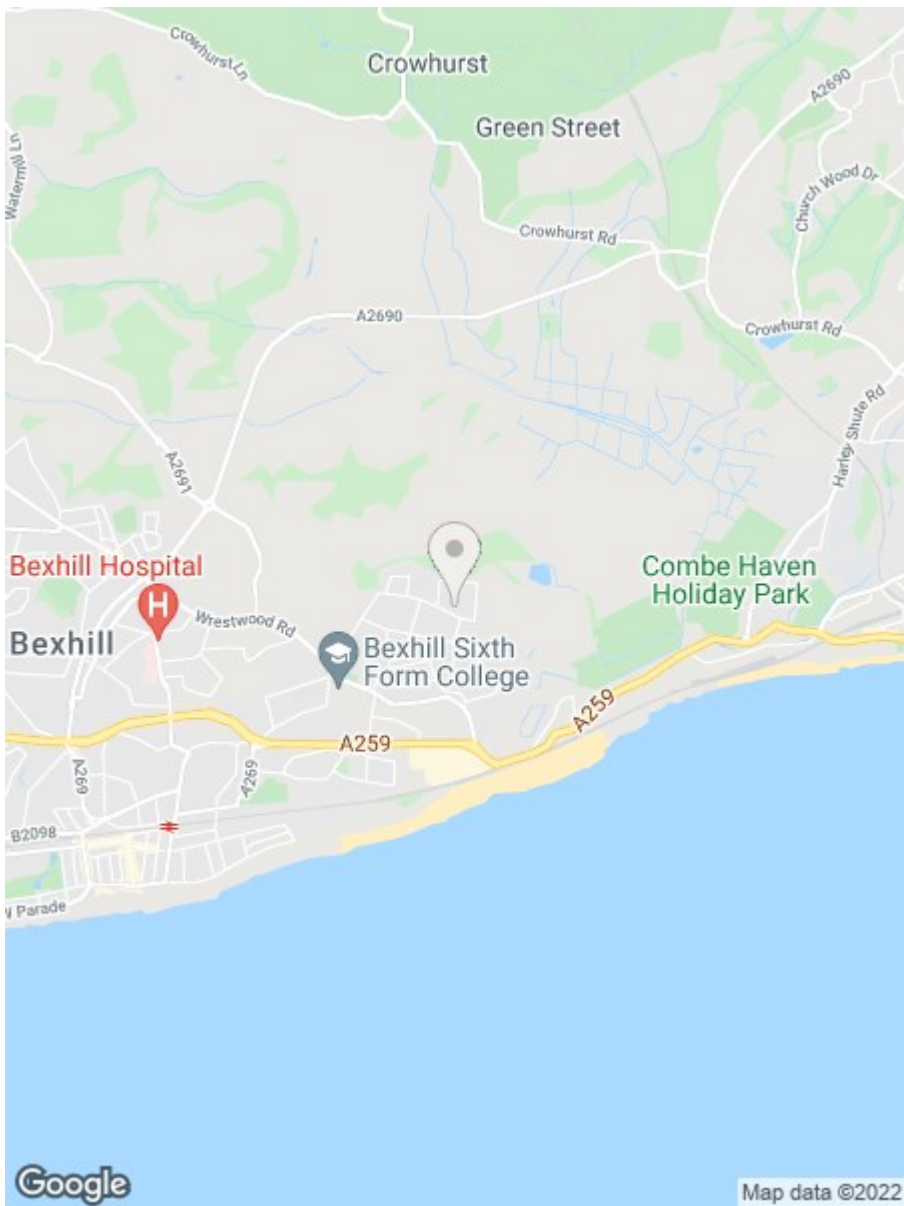 Crowhurst Ln
Crowhurst
Green Street
A2690
Watermill Ln
Church Wood Dr
Crowhurst Rd
A2690
Crowhurst Rd
Harley Shute Rd
A2691
Bexhill Hospital
H
Combe Haven
Holiday Park
Wrestwood Rd
Bexhill
Bexhill Sixth
Form College
A259
A259
A269
A269
B2098
W Parade
Google
Map data ©2022